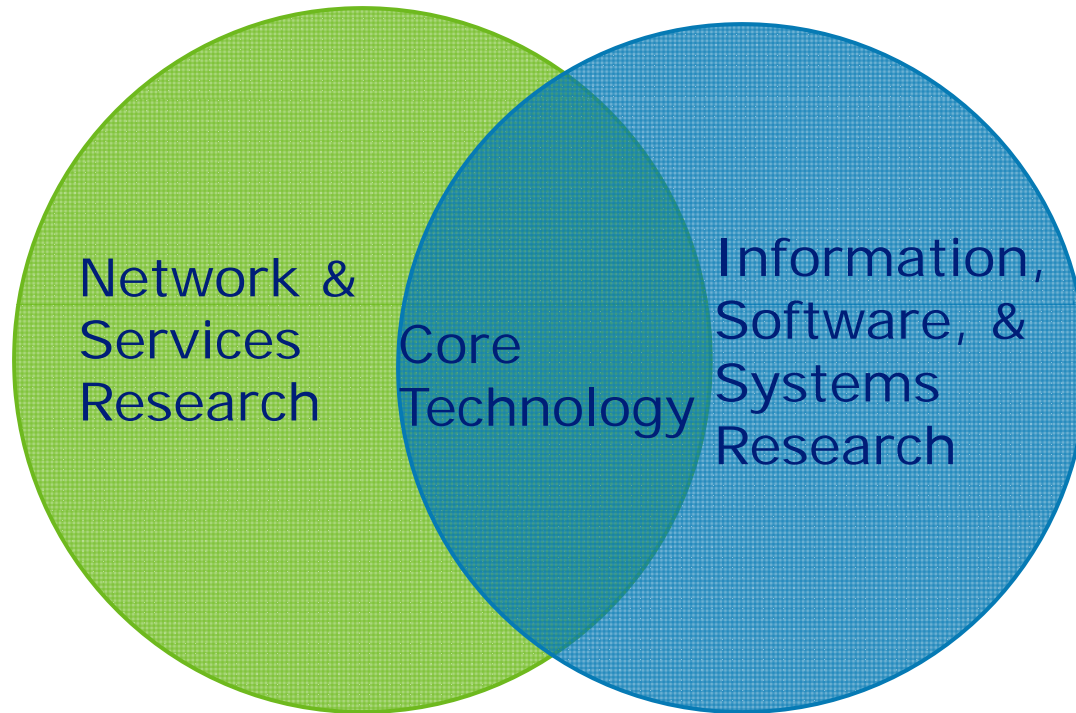 Network &
Services
Research
Core
Technology
Information,
Software, &
Systems
Research